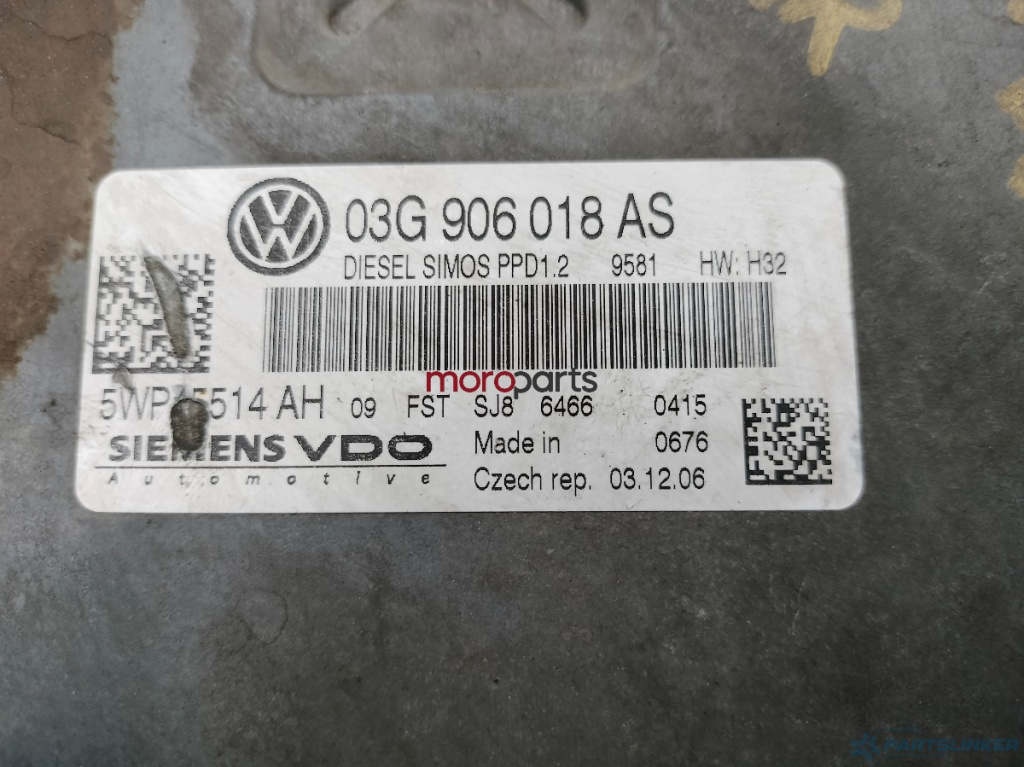 03G 906 018 AS
DIESEL SIMOS PPD1.2 9581 HW: H32
moroparts
5514 AH 09 FST SJ8 6466 0415
SIEMENS VDO Made in 0676
Automotive Czech rep. 03.12.06
PARTSLINKER